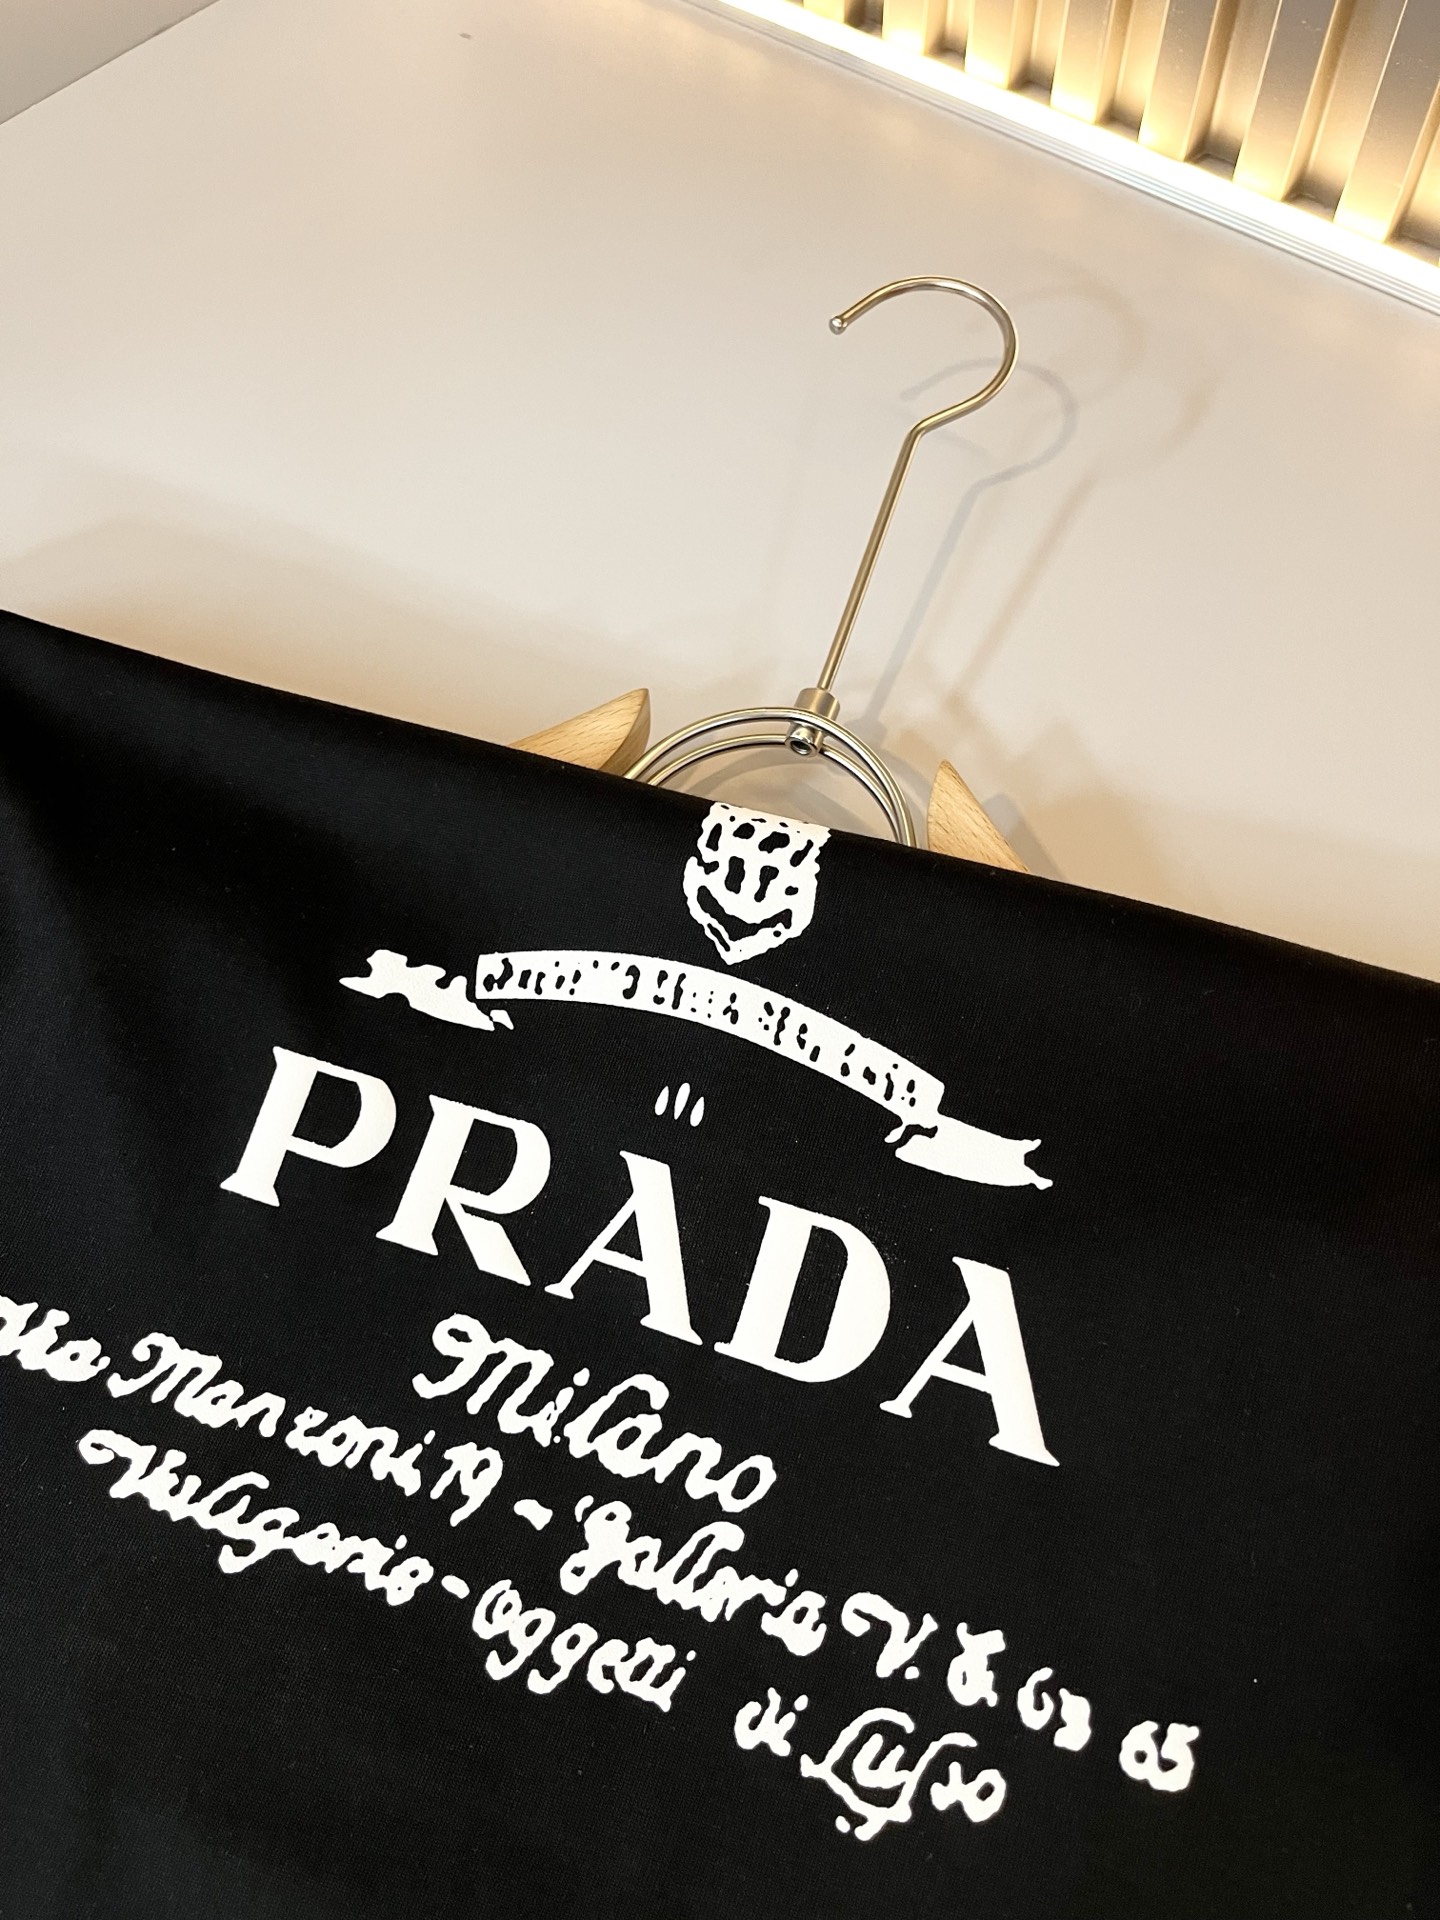 PRADA
Milano
Manzoni 19 - Galleria V. & 63 65
Valigerie - oggetti di Lusso